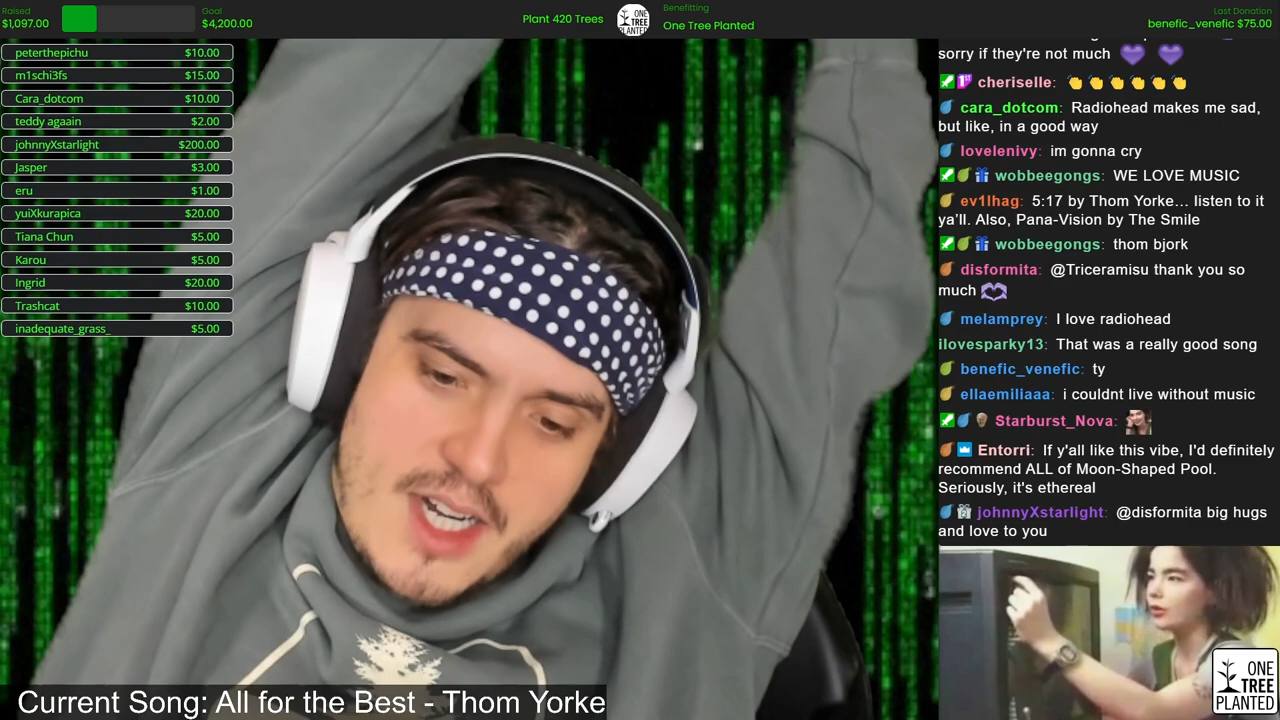 Raised
$1,097.00
Goal
$4,200.00
Plant 420 Trees
ONE
TREE
PLANTED
Benefitting
One Tree Planted
Last Donation
benefic_venefic $75.00
peterthepichu $10.00
m1schi3fs $15.00
Cara_dotcom $10.00
teddy agaain $2.00
johnnyXstarlight $200.00
Jasper $3.00
eru $1.00
yuiXkurapica $20.00
Tiana Chun $5.00
Karou $5.00
Ingrid $20.00
Trashcat $10.00
inadequate_grass_ $5.00
sorry if they're not much
1ST cheriselle:
cara_dotcom: Radiohead makes me sad,
but like, in a good way
lovelenivy: im gonna cry
wobbeegongs: WE LOVE MUSIC
ev1lhag: 5:17 by Thom Yorke... listen to it
ya'll. Also, Pana-Vision by The Smile
wobbeegongs: thom bjork
disformita: @Triceramisu thank you so
much
melamprey: I love radiohead
ilovesparky13: That was a really good song
benefic_venefic: ty
ellaemiliaaa: i couldnt live without music
Starburst_Nova:
Entorri: If y'all like this vibe, I'd definitely
recommend ALL of Moon-Shaped Pool.
Seriously, it's ethereal
johnnyXstarlight: @disformita big hugs
and love to you
ONE
TREE
PLANTED
Current Song: All for the Best - Thom Yorke